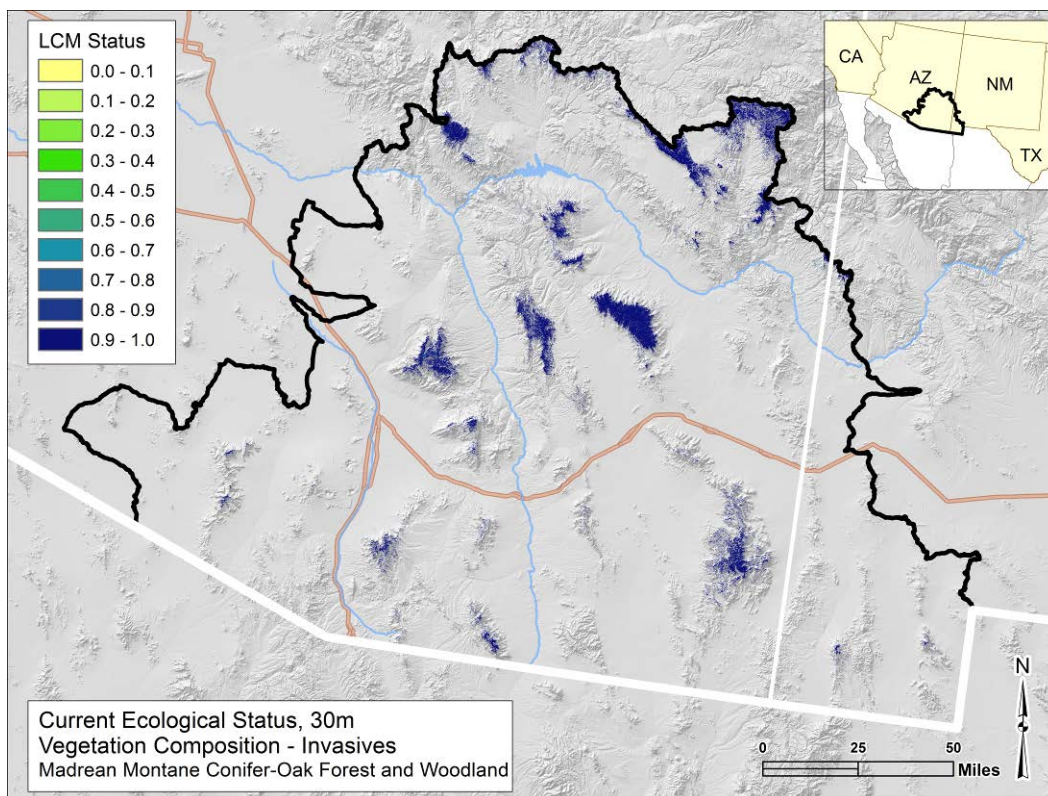 LCM Status
0.0 - 0.1
0.1 - 0.2
0.2 - 0.3
0.3 - 0.4
0.4 - 0.5
0.5 - 0.6
0.6 - 0.7
0.7 - 0.8
0.8 - 0.9
0.9 - 1.0
CA
AZ
NM
TX
N
Current Ecological Status, 30m
Vegetation Composition - Invasives
Madrean Montane Conifer-Oak Forest and Woodland
0 25 50
Miles